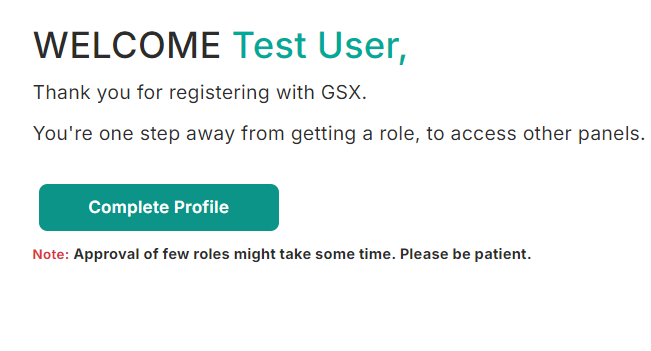 WELCOME Test User,
Thank you for registering with GSX.
You're one step away from getting a role, to access other panels.
Complete Profile
Note: Approval of few roles might take some time. Please be patient.